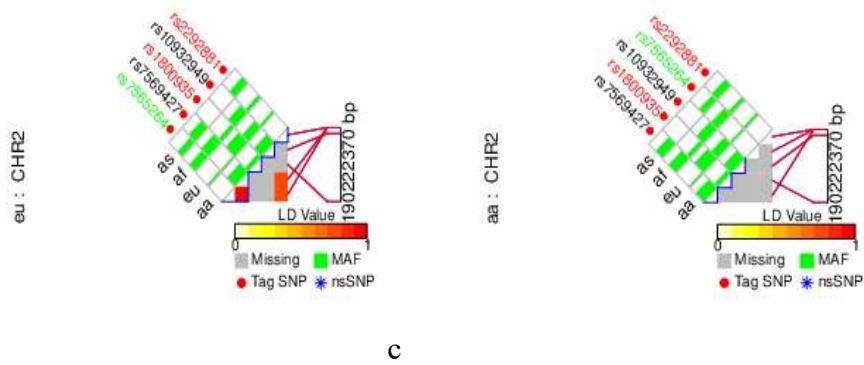 eu : CHR2
rs2292881
rs10932949
rs1800935
rs7569427
rs7565264
as
af
eu
aa
190222370 bp
LD Value
0 1
Missing MAF
Tag SNP nsSNP
aa : CHR2
rs2292881
rs7565264
rs10932949
rs1800935
rs7569427
as
af
eu
aa
190222370 bp
LD Value
0 1
Missing MAF
Tag SNP nsSNP
c